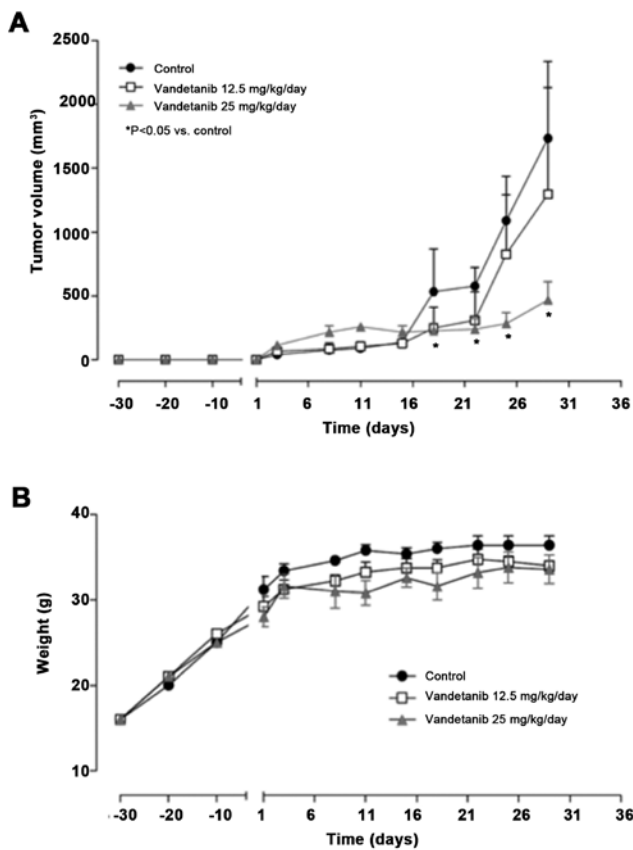 A
2500
2000
1500
1000
500
0
Tumor volume (mm³)
Control
Vandetanib 12.5 mg/kg/day
Vandetanib 25 mg/kg/day
*P<0.05 vs. control
* * * *
-30 -20 -10 1 6 11 16 21 26 31 36
Time (days)
B
40
30
20
10
Weight (g)
Control
Vandetanib 12.5 mg/kg/day
Vandetanib 25 mg/kg/day
-30 -20 -10 1 6 11 16 21 26 31 36
Time (days)